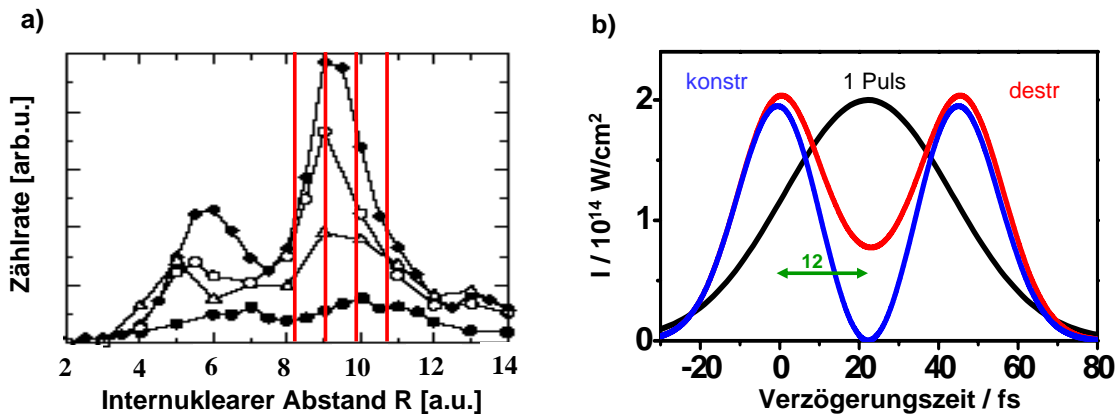 a)
Zählrate [arb.u.]
2 4 6 8 10 12 14
Internuklearer Abstand R [a.u.]
b)
konstr
1 Puls
destr
12
I / 10¹⁴ W/cm²
2
1
0
-20 0 20 40 60 80
Verzögerungszeit / fs